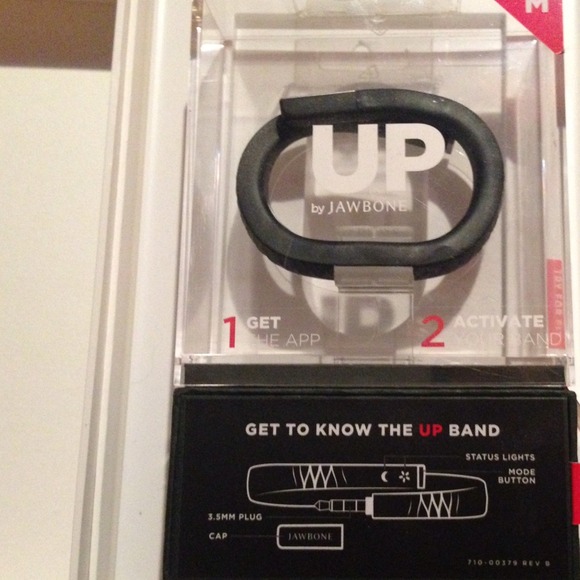 M
UP
by JAWBONE
1 GET
THE APP
2 ACTIVATE
YOUR BAND
GET TO KNOW THE UP BAND
STATUS LIGHTS
MODE
BUTTON
3.5MM PLUG
CAP
JAWBONE
710-00379 REV B